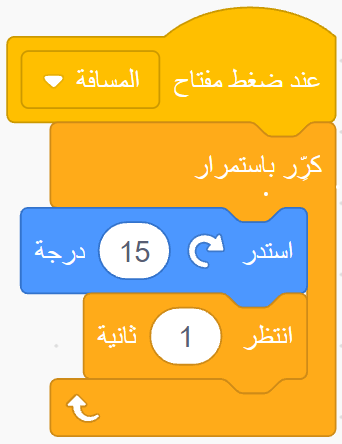 عند ضغط مفتاح المسافة
كرّر باستمرار
استدر 15 درجة
انتظر 1 ثانية